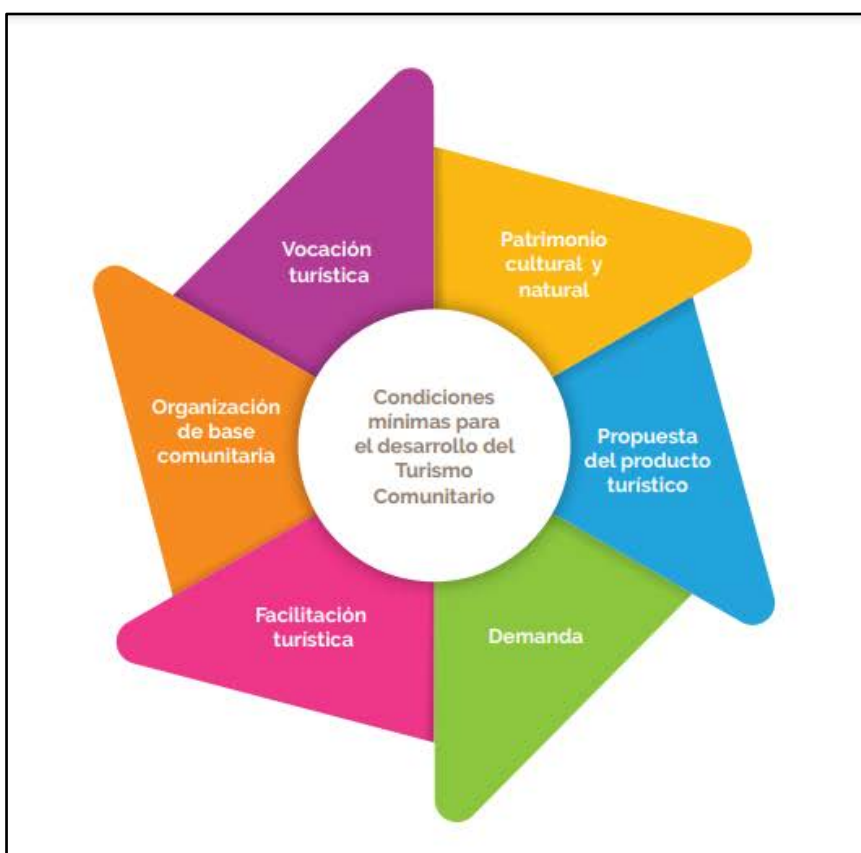 Vocación
turística
Patrimonio
cultural y
natural
Organización
de base
comunitaria
Condiciones
mínimas para
el desarrollo del
Turismo
Comunitario
Propuesta
del producto
turístico
Facilitación
turística
Demanda